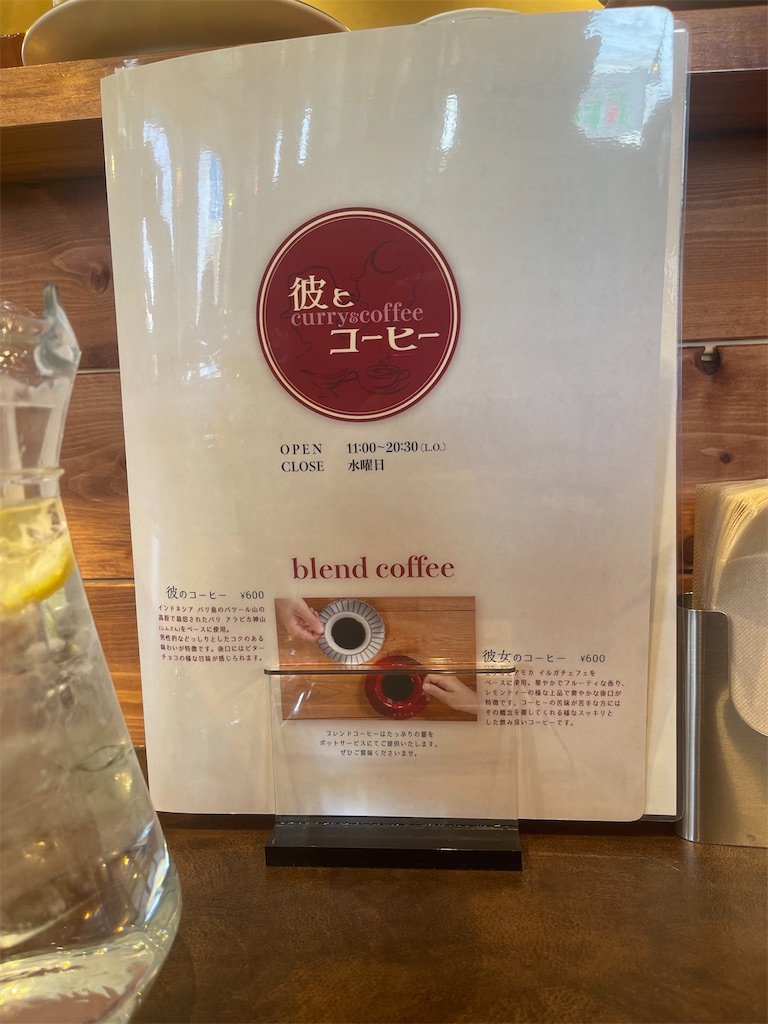 彼と
curry&coffee
コーヒー
OPEN 11:00~20:30(L.O.)
CLOSE 水曜日
blend coffee
彼のコーヒー ¥600
インドネシア バリ島のバツール山の
高原で栽培されたバリ アラビカ神山
(しんざん)をベースに使用。
男性的などっしりとしたコクのある
味わいが特徴です。後口にはビター
チョコの様な甘味が感じられます。
彼女のコーヒー ¥600
モカ イルガチェフェを
ベースに使用。華やかでフルーティな香り、
レモンティーの様な上品で爽やかな後口が
特徴です。コーヒーの苦味が苦手な方には
その概念を覆してくれる様なスッキリと
した飲み易いコーヒーです。
ブレンドコーヒーはたっぷりの量を
ポットサービスにてご提供いたします。
ぜひご賞味くださいませ。